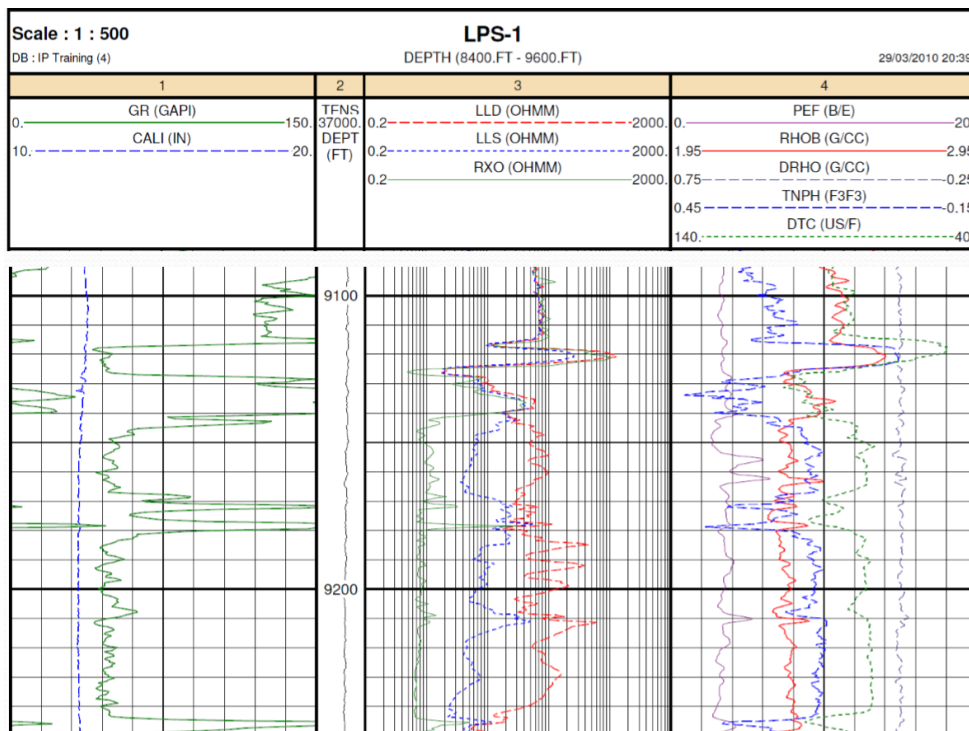 Scale : 1 : 500
LPS-1
DB : IP Training (4)
DEPTH (8400.FT - 9600.FT)
29/03/2010 20:39
1
2
3
4
GR (GAPI)
0.
150.
CALI (IN)
10.
20.
TENS
37000.
DEPT
(FT)
LLD (OHMM)
0.2
2000.
LLS (OHMM)
0.2
2000.
RXO (OHMM)
0.2
2000.
PEF (B/E)
0.
20
RHOB (G/CC)
1.95
2.95
DRHO (G/CC)
0.75
-0.25
TNPH (F3F3)
0.45
-0.15
DTC (US/F)
140.
40
9100
9200